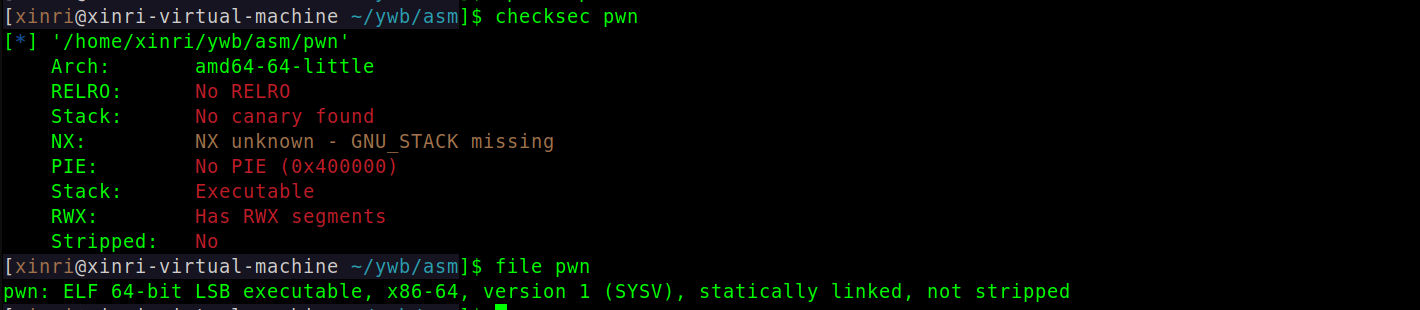 [xinri@xinri-virtual-machine ~/ywb/asm]$ checksec pwn
[*] '/home/xinri/ywb/asm/pwn'
Arch: amd64-64-little
RELRO: No RELRO
Stack: No canary found
NX: NX unknown - GNU_STACK missing
PIE: No PIE (0x400000)
Stack: Executable
RWX: Has RWX segments
Stripped: No
[xinri@xinri-virtual-machine ~/ywb/asm]$ file pwn
pwn: ELF 64-bit LSB executable, x86-64, version 1 (SYSV), statically linked, not stripped